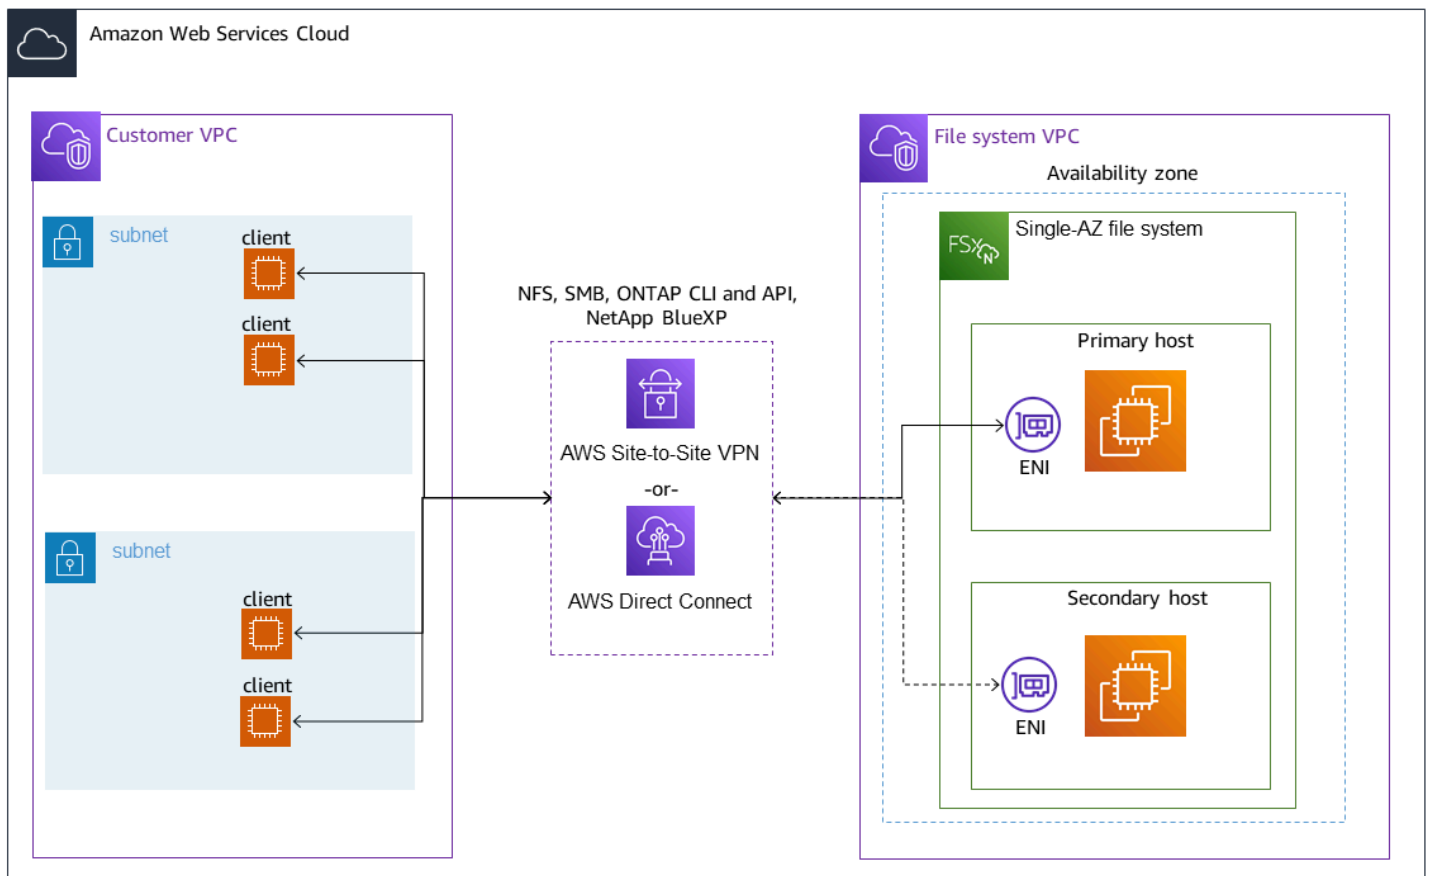 Amazon Web Services Cloud
Customer VPC
subnet
client
client
subnet
client
client
NFS, SMB, ONTAP CLI and API,
NetApp BlueXP
AWS Site-to-Site VPN
-or-
AWS Direct Connect
File system VPC
Availability zone
FSx
N
Single-AZ file system
Primary host
ENI
Secondary host
ENI